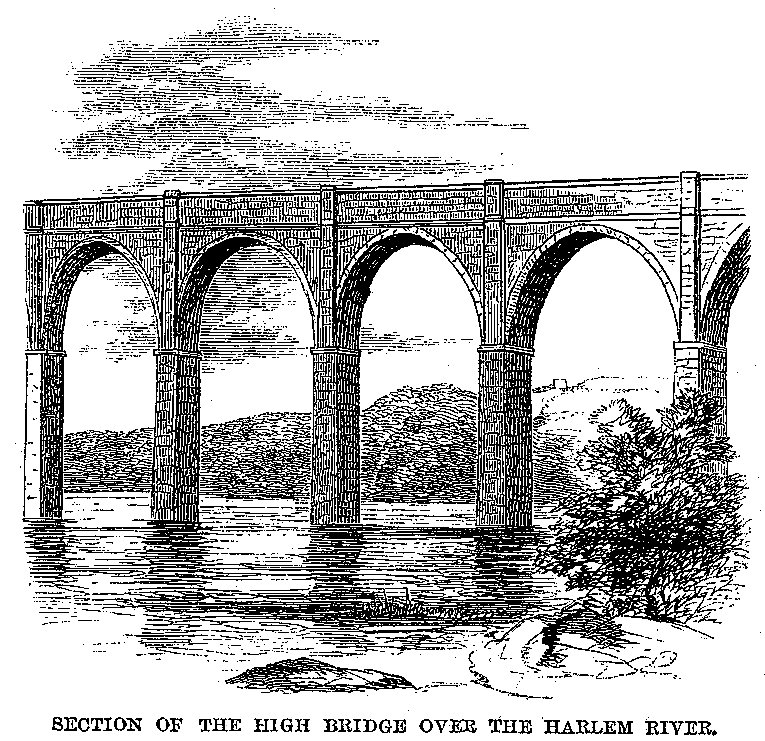 SECTION OF THE HIGH BRIDGE OVER THE HARLEM RIVER.